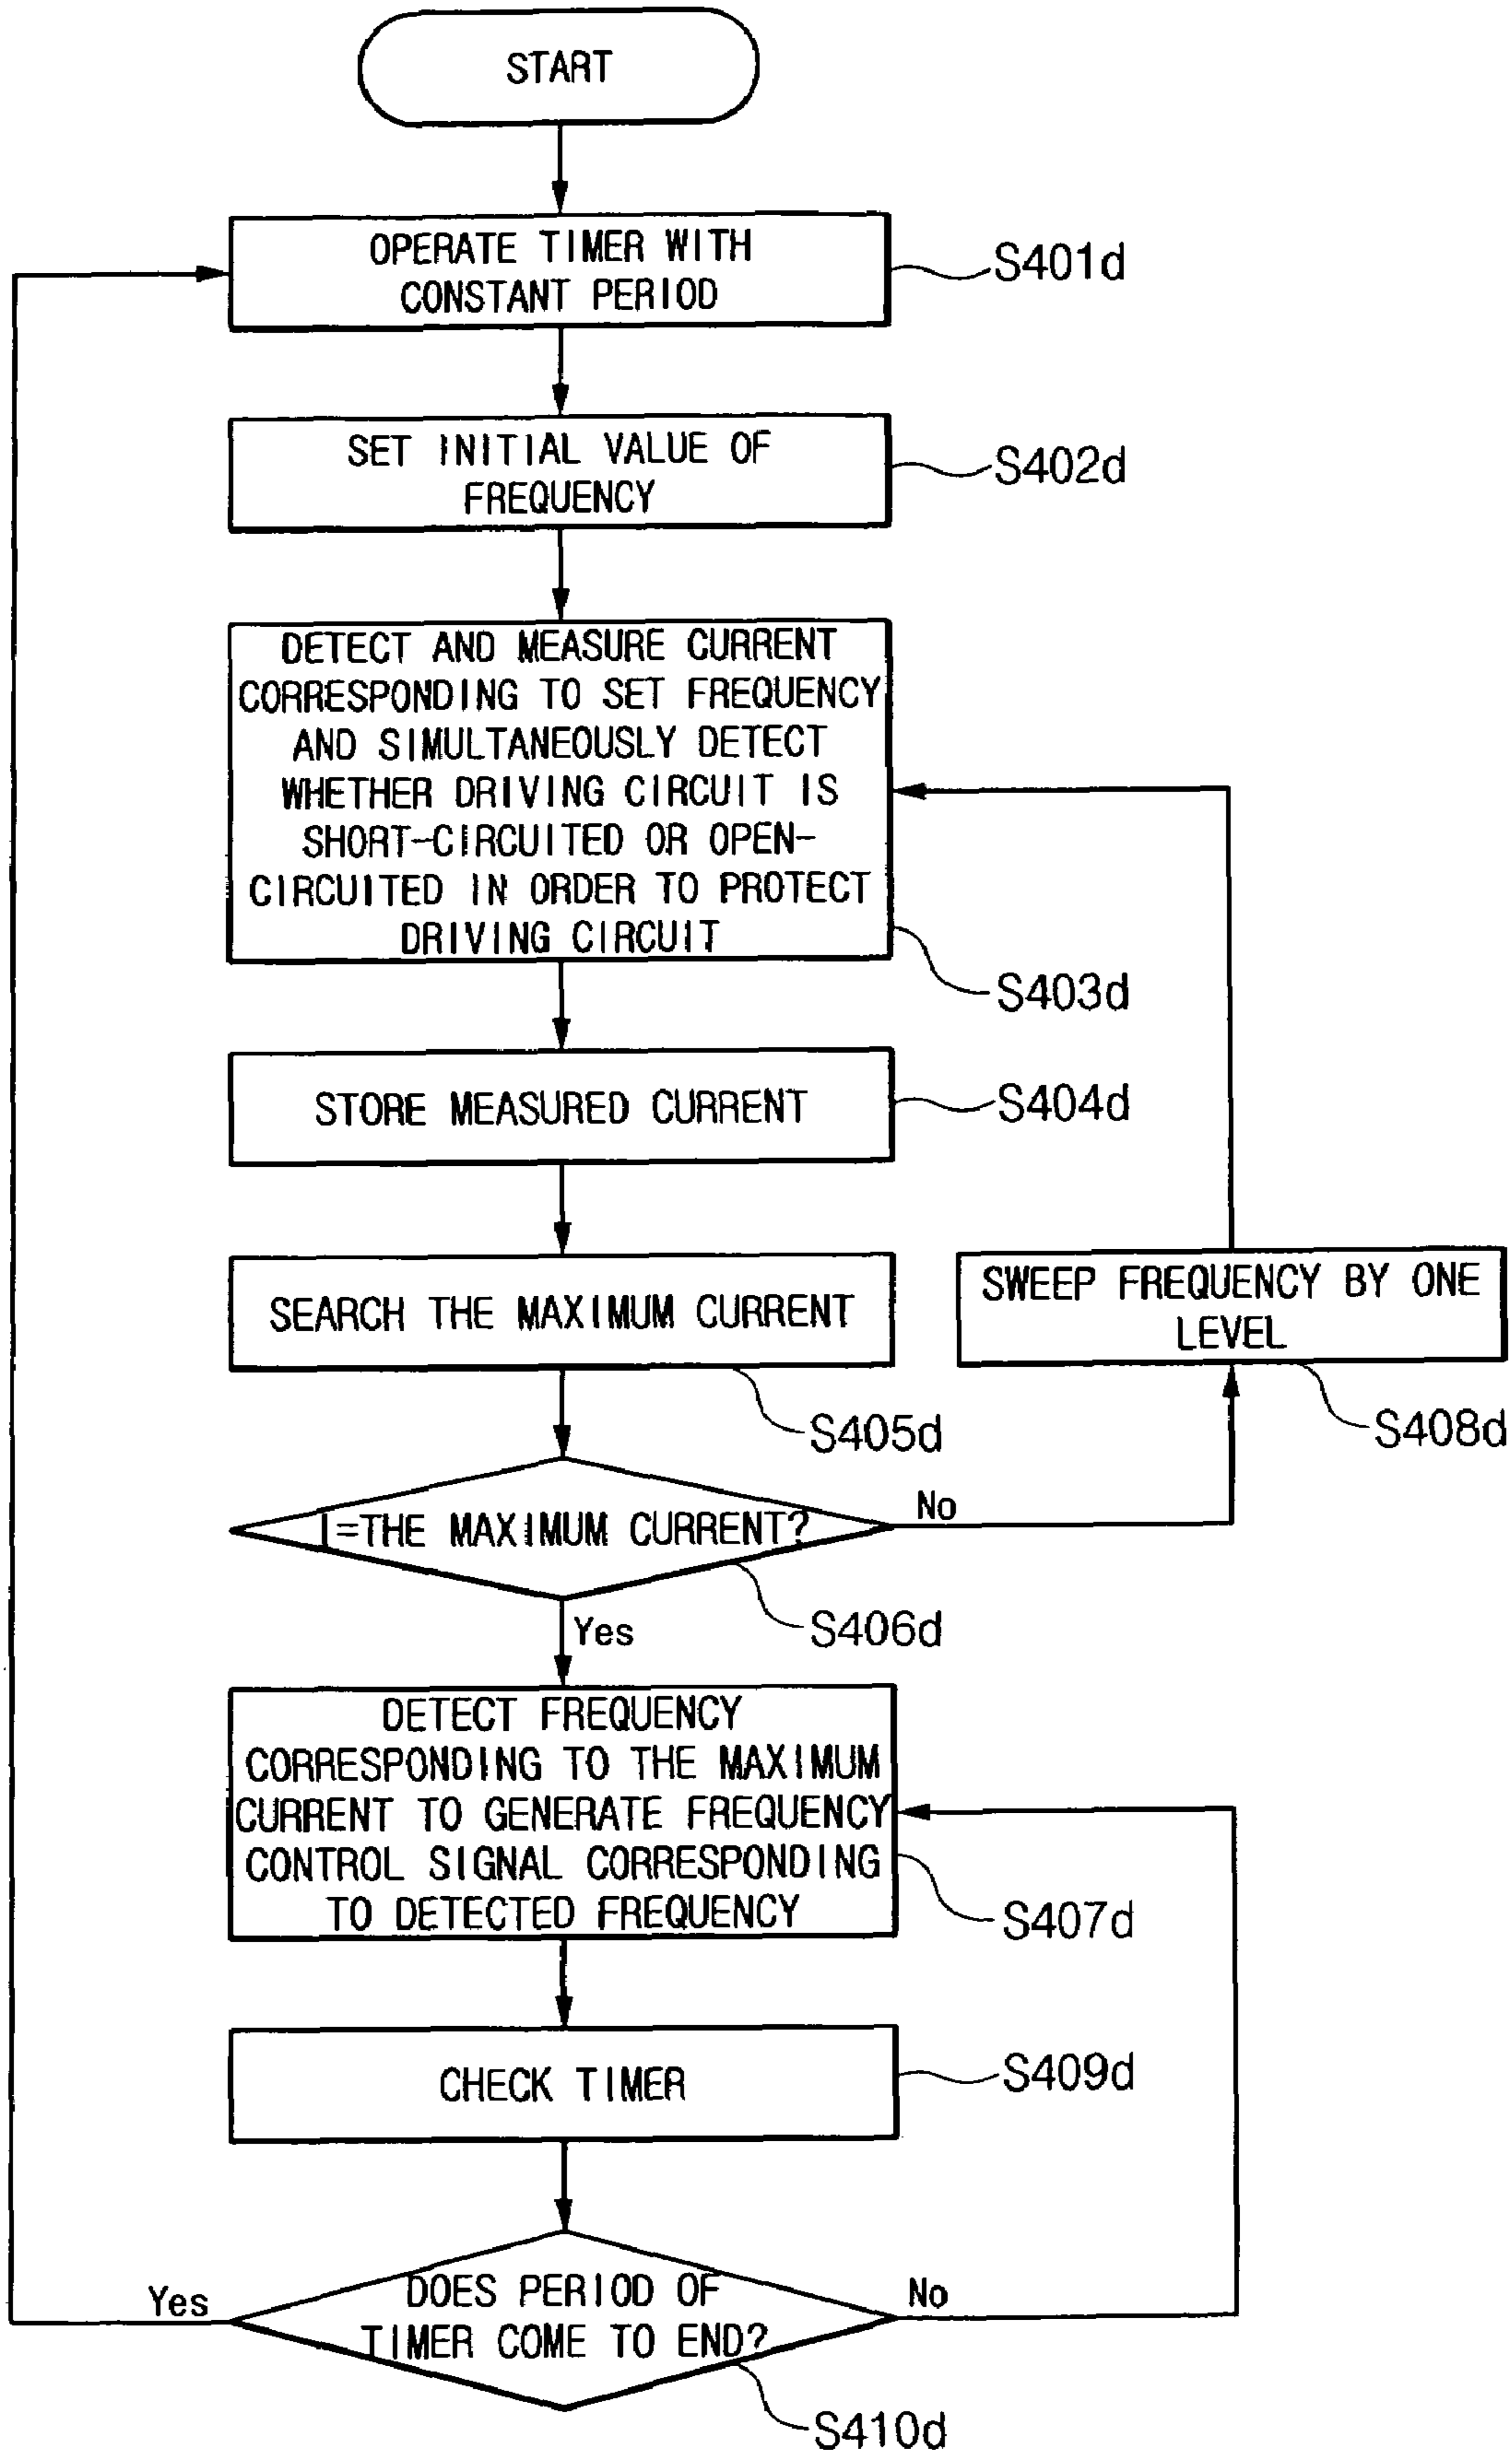 START
OPERATE TIMER WITH
CONSTANT PERIOD
S401d
SET INITIAL VALUE OF
FREQUENCY
S402d
DETECT AND MEASURE CURRENT
CORRESPONDING TO SET FREQUENCY
AND SIMULTANEOUSLY DETECT
WHETHER DRIVING CIRCUIT IS
SHORT-CIRCUITED OR OPEN-
CIRCUITED IN ORDER TO PROTECT
DRIVING CIRCUIT
S403d
STORE MEASURED CURRENT
S404d
SEARCH THE MAXIMUM CURRENT
S405d
SWEEP FREQUENCY BY ONE
LEVEL
S408d
I=THE MAXIMUM CURRENT?
No
S406d
Yes
DETECT FREQUENCY
CORRESPONDING TO THE MAXIMUM
CURRENT TO GENERATE FREQUENCY
CONTROL SIGNAL CORRESPONDING
TO DETECTED FREQUENCY
S407d
CHECK TIMER
S409d
DOES PERIOD OF
TIMER COME TO END?
Yes
No
S410d